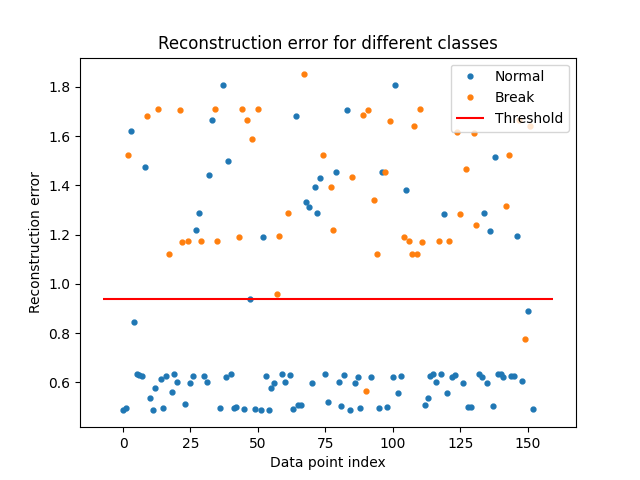 Reconstruction error for different classes
Normal
Break
Threshold
Reconstruction error
1.8
1.6
1.4
1.2
1.0
0.8
0.6
0 25 50 75 100 125 150
Data point index